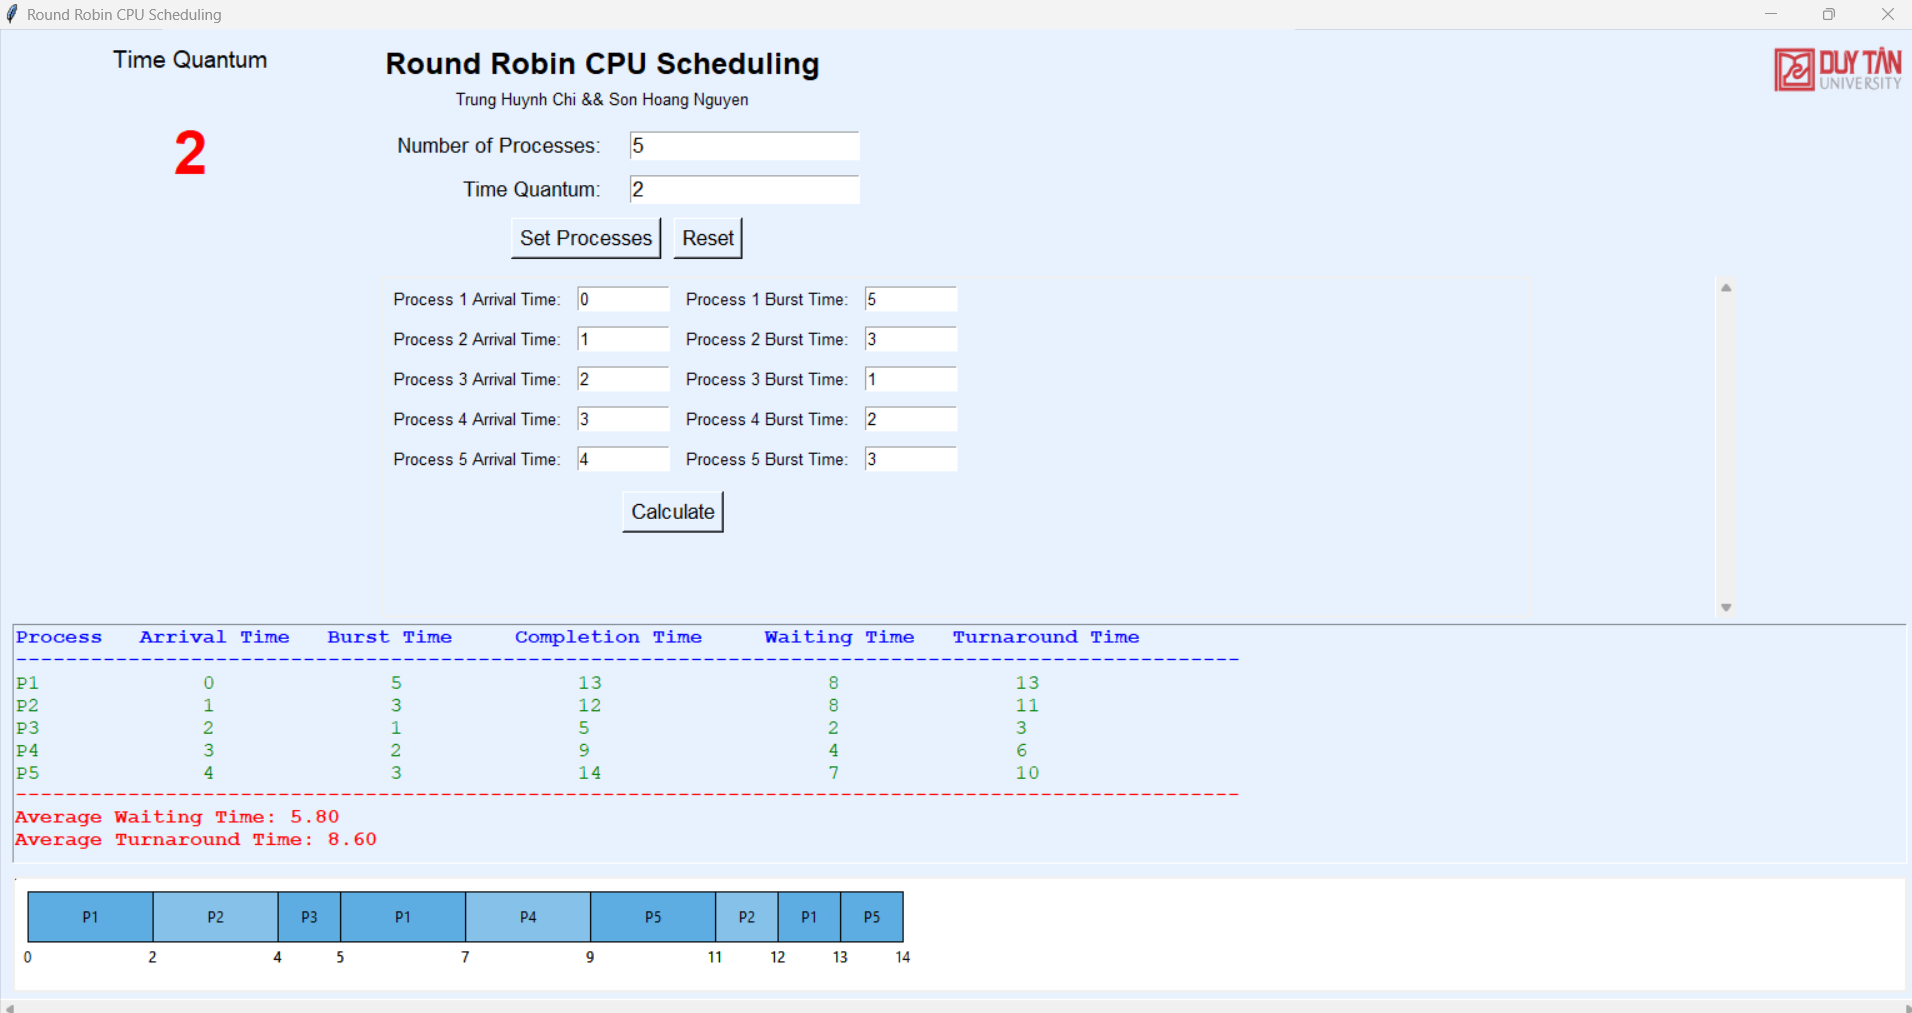 Round Robin CPU Scheduling
Time Quantum
2
Round Robin CPU Scheduling
Trung Huynh Chi && Son Hoang Nguyen
DUY TÂN
UNIVERSITY
Number of Processes: 5
Time Quantum: 2
Set Processes Reset
Process 1 Arrival Time: 0 Process 1 Burst Time: 5
Process 2 Arrival Time: 1 Process 2 Burst Time: 3
Process 3 Arrival Time: 2 Process 3 Burst Time: 1
Process 4 Arrival Time: 3 Process 4 Burst Time: 2
Process 5 Arrival Time: 4 Process 5 Burst Time: 3
Calculate
Process Arrival Time Burst Time Completion Time Waiting Time Turnaround Time
P1 0 5 13 8 13
P2 1 3 12 8 11
P3 2 1 5 2 3
P4 3 2 9 4 6
P5 4 3 14 7 10
Average Waiting Time: 5.80
Average Turnaround Time: 8.60
P1 P2 P3 P1 P4 P5 P2 P1 P5
0 2 4 5 7 9 11 12 13 14